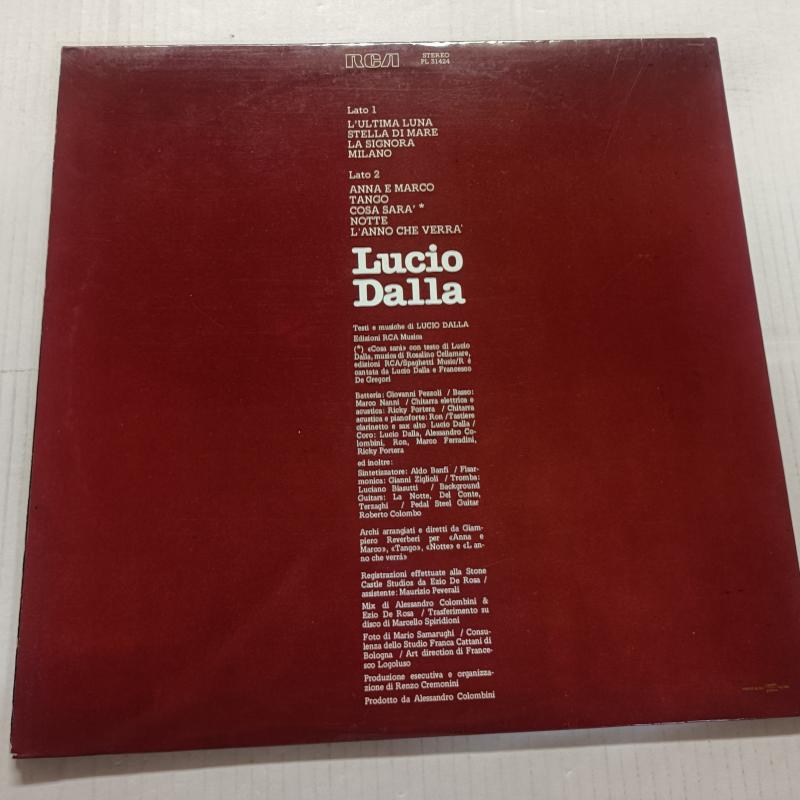 RCA
STEREO
PL 31424
Lato 1
L'ULTIMA LUNA
STELLA DI MARE
LA SIGNORA
MILANO
Lato 2
ANNA E MARCO
TANGO
COSA SARA' *
NOTTE
L'ANNO CHE VERRA'
Lucio
Dalla
Testi e musiche di LUCIO DALLA
Edizioni RCA Musica
(*) «Cosa sarà» con testo di Lucio
Dalla, musica di Rosalino Cellamare,
edizioni RCA/Spaghetti Music/R è
cantata da Lucio Dalla e Francesco
De Gregori
Batteria: Giovanni Pezzoli / Basso:
Marco Nanni / Chitarra elettrica e
acustica: Ricky Portera / Chitarra
acustica e pianoforte: Ron / Tastiere
clarinetto e sax alto Lucio Dalla /
Coro: Lucio Dalla, Alessandro Co-
lombini, Ron, Marco Ferradini,
Ricky Portera
ed inoltre:
Sintetizzatore: Aldo Banfi / Fisar-
monica: Gianni Ziglioli / Tromba:
Luciano Biasutti / Background
Guitars: La Notte, Del Conte,
Terzaghi / Pedal Steel Guitar
Roberto Colombo
Archi arrangiati e diretti da Giam-
piero Reverberi per «Anna e
Marco», «Tango», «Notte» e «L'an-
no che verrà»
Registrazioni effettuate alla Stone
Castle Studios da Ezio De Rosa /
assistente: Maurizio Peverali
Mix di Alessandro Colombini &
Ezio De Rosa / Trasferimento su
disco di Marcello Spiridioni
Foto di Mario Samarughi / Consu-
lenza dello Studio Franca Cattani di
Bologna / Art direction di France-
sco Logoluso
Produzione esecutiva e organizza-
zione di Renzo Cremonini
Prodotto da Alessandro Colombini